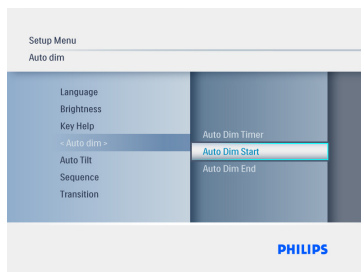 Setup Menu
Auto dim
Language
Brightness
Key Help
< Auto dim >
Auto Tilt
Sequence
Transition
Auto Dim Timer
Auto Dim Start
Auto Dim End
PHILIPS